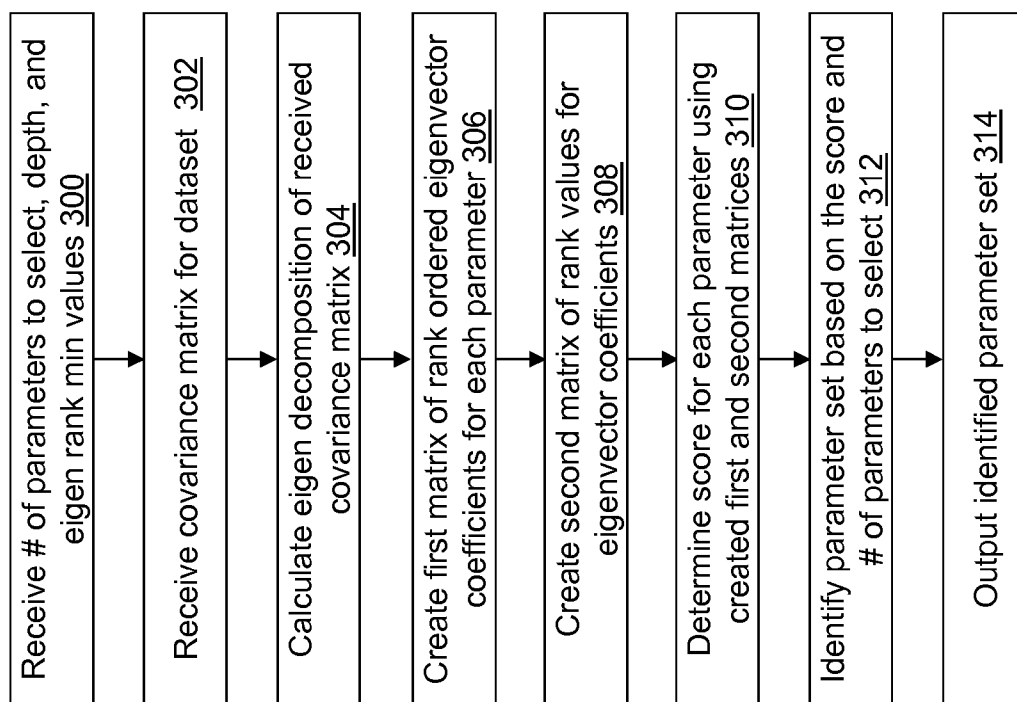 Receive # of parameters to select, depth, and
eigen rank min values 300
Receive covariance matrix for dataset 302
Calculate eigen decomposition of received
covariance matrix 304
Create first matrix of rank ordered eigenvector
coefficients for each parameter 306
Create second matrix of rank values for
eigenvector coefficients 308
Determine score for each parameter using
created first and second matrices 310
Identify parameter set based on the score and
# of parameters to select 312
Output identified parameter set 314